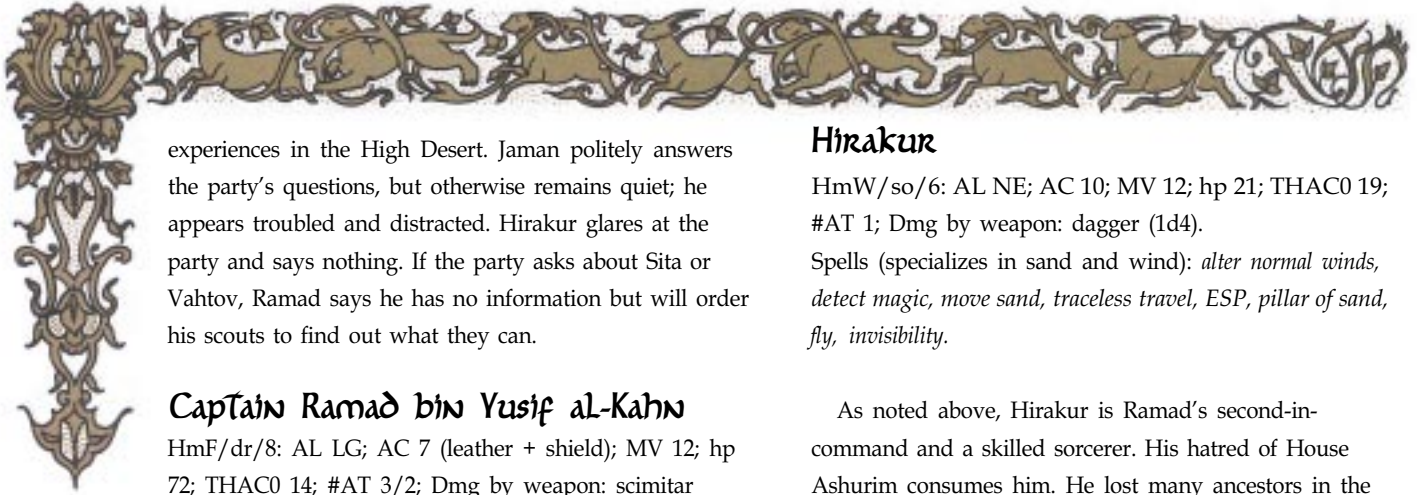 experiences in the High Desert. Jaman politely answers
the party's questions, but otherwise remains quiet; he
appears troubled and distracted. Hirakur glares at the
party and says nothing. If the party asks about Sita or
Vahtov, Ramad says he has no information but will order
his scouts to find out what they can.
Captain Ramad bin Yusif al-Kahn
HmF/dr/8: AL LG; AC 7 (leather + shield); MV 12; hp
72; THAC0 14; #AT 3/2; Dmg by weapon: scimitar
Hirakur
HmW/so/6: AL NE; AC 10; MV 12; hp 21; THAC0 19;
#AT 1; Dmg by weapon: dagger (1d4).
Spells (specializes in sand and wind): alter normal winds,
detect magic, move sand, traceless travel, ESP, pillar of sand,
fly, invisibility.
As noted above, Hirakur is Ramad's second-in-
command and a skilled sorcerer. His hatred of House
Ashurim consumes him. He lost many ancestors in the